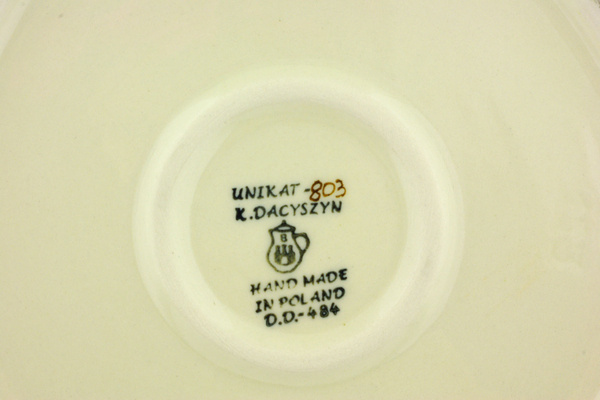 UNIKAT -803
K.DACYSZYN
B
HAND MADE
IN POLAND
D.D.-484